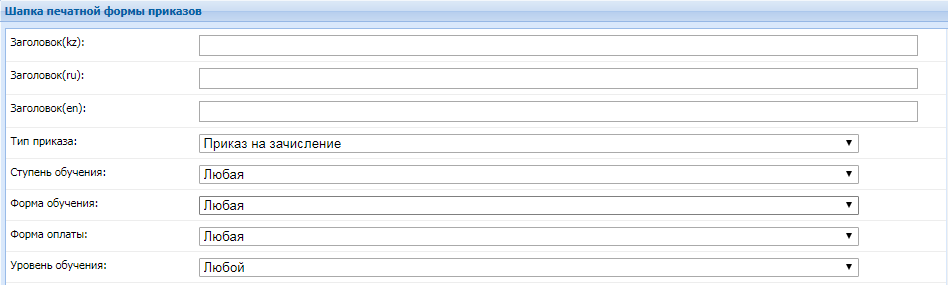 Шапка печатной формы приказов
Заголовок(kz):
Заголовок(ru):
Заголовок(en):
Тип приказа: Приказ на зачисление
Ступень обучения: Любая
Форма обучения: Любая
Форма оплаты: Любая
Уровень обучения: Любой